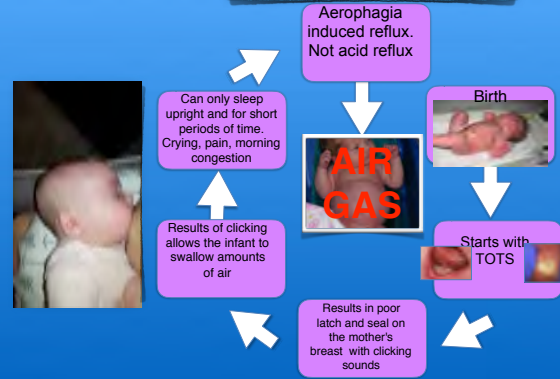 Aerophagia
induced reflux.
Not acid reflux
Birth
Can only sleep
upright and for short
periods of time.
Crying, pain, morning
congestion
AIR
GAS
Results of clicking
allows the infant to
swallow amounts
of air
Starts with
TOTS
Results in poor
latch and seal on
the mother's
breast with clicking
sounds